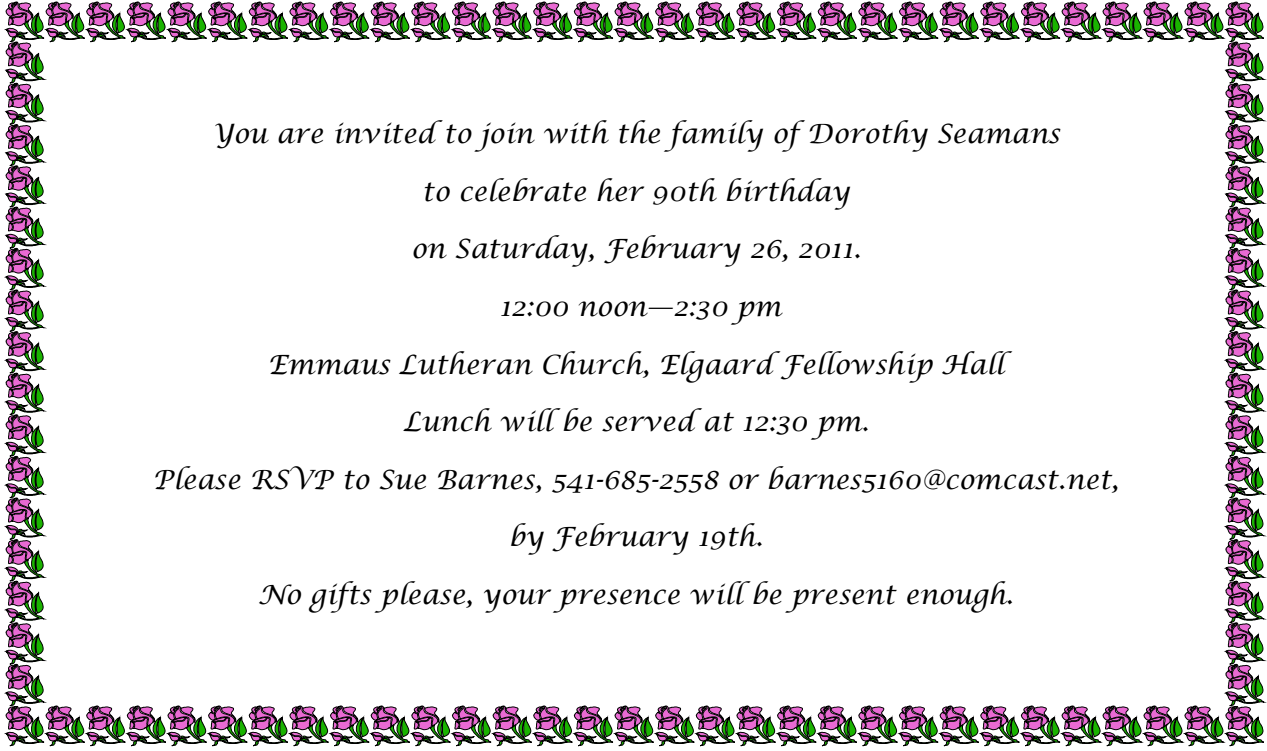 You are invited to join with the family of Dorothy Seamans
to celebrate her 90th birthday
on Saturday, February 26, 2011.
12:00 noon—2:30 pm
Emmaus Lutheran Church, Elgaard Fellowship Hall
Lunch will be served at 12:30 pm.
Please RSVP to Sue Barnes, 541-685-2558 or barnes5160@comcast.net,
by February 19th.
No gifts please, your presence will be present enough.